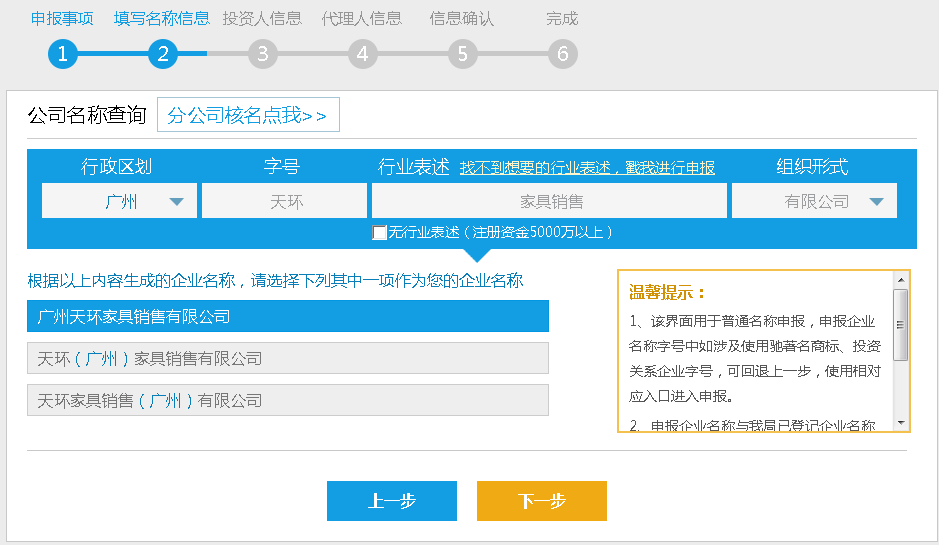 申报事项 填写名称信息 投资人信息 代理人信息 信息确认 完成
1 2 3 4 5 6
公司名称查询 分公司核名点我>>
行政区划 字号 行业表述 找不到想要的行业表述，戳我进行申报 组织形式
广州 天环 家具销售 有限公司
无行业表述（注册资金5000万以上）
根据以上内容生成的企业名称，请选择下列其中一项作为您的企业名称
广州天环家具销售有限公司
天环（广州）家具销售有限公司
天环家具销售（广州）有限公司
温馨提示：
1、该界面用于普通名称申报，申报企业
名称字号中如涉及使用驰著名商标、投资
关系企业字号，可回退上一步，使用相对
应入口进入申报。
2、申报企业名称与我局已登记企业名称
上一步 下一步